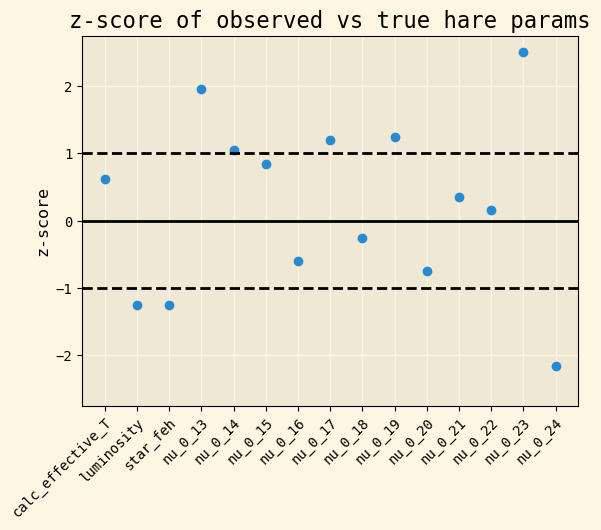 z-score of observed vs true hare params
z-score
2
1
0
−1
−2
calc_effective_T
luminosity
star_feh
nu_0_13
nu_0_14
nu_0_15
nu_0_16
nu_0_17
nu_0_18
nu_0_19
nu_0_20
nu_0_21
nu_0_22
nu_0_23
nu_0_24